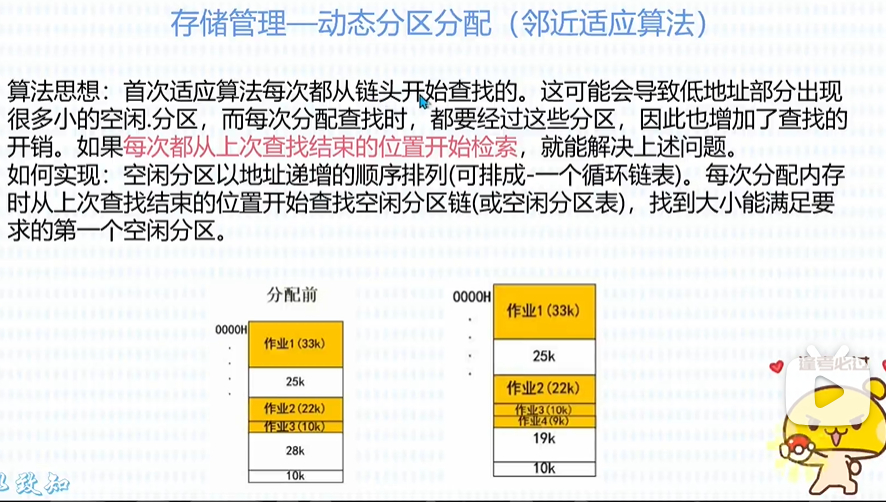 存储管理—动态分区分配（邻近适应算法）
算法思想：首次适应算法每次都从链头开始查找的。这可能会导致低地址部分出现
很多小的空闲.分区，而每次分配查找时，都要经过这些分区，因此也增加了查找的
开销。如果每次都从上次查找结束的位置开始检索，就能解决上述问题。
如何实现：空闲分区以地址递增的顺序排列(可排成-一个循环链表)。每次分配内存
时从上次查找结束的位置开始查找空闲分区链(或空闲分区表)，找到大小能满足要
求的第一个空闲分区。
分配前
0000H
作业1(33k)
25k
作业2(22k)
作业3(10k)
28k
10k
0000H
作业1(33k)
25k
作业2(22k)
作业3(10k)
作业4(9k)
19k
10k
逢考必过
致知